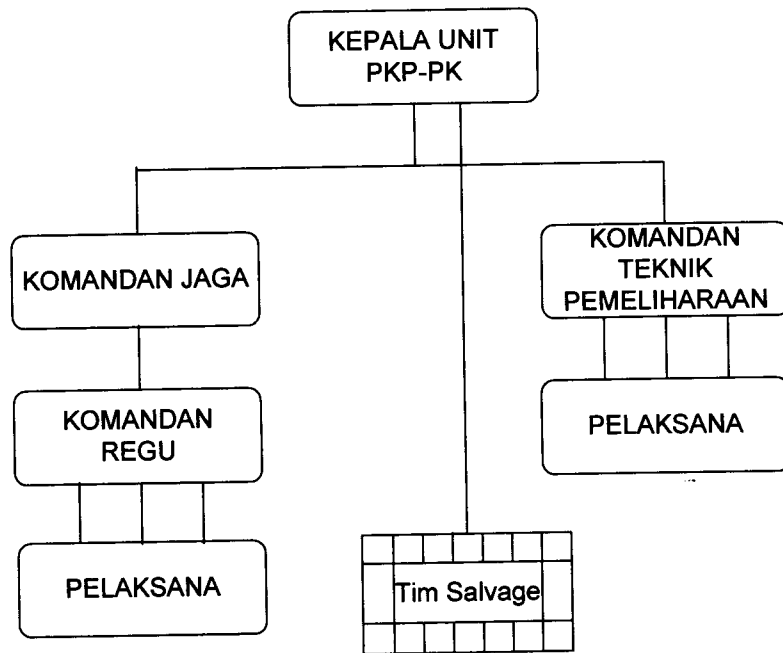 KEPALA UNIT
PKP-PK
KOMANDAN JAGA
KOMANDAN
TEKNIK
PEMELIHARAAN
KOMANDAN
REGU
PELAKSANA
PELAKSANA
Tim Salvage